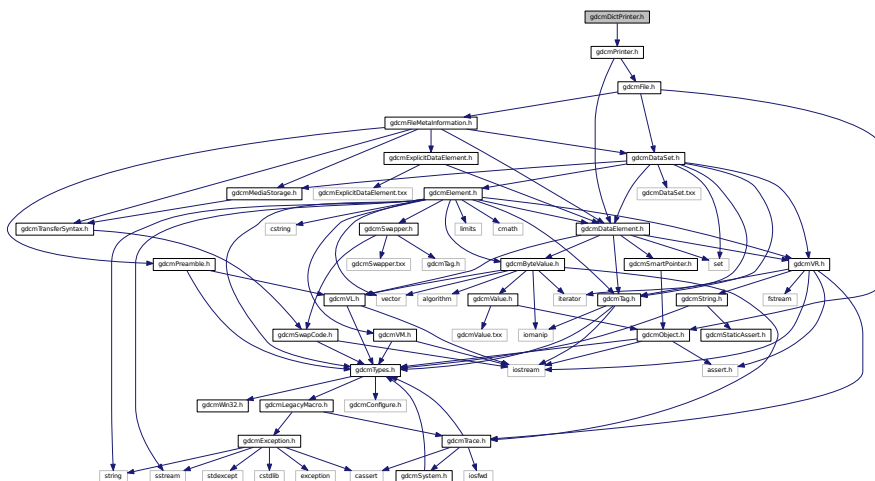 gdcmDictPrinter.h
gdcmPrinter.h
gdcmFile.h
gdcmFileMetaInformation.h
gdcmExplicitDataElement.h
gdcmDataSet.h
gdcmMediaStorage.h
gdcmExplicitDataElement.txx
gdcmElement.h
gdcmDataSet.txx
gdcmTransferSyntax.h
cstring
gdcmSwapper.h
limits
cmath
gdcmDataElement.h
gdcmPreamble.h
gdcmSwapper.txx
gdcmTag.h
gdcmByteValue.h
gdcmSmartPointer.h
set
gdcmVR.h
gdcmVL.h
vector
algorithm
gdcmValue.h
iterator
gdcmTag.h
gdcmString.h
fstream
gdcmSwapCode.h
gdcmVM.h
gdcmValue.txx
iomanip
gdcmObject.h
gdcmStaticAssert.h
gdcmTypes.h
iostream
assert.h
gdcmWin32.h
gdcmLegacyMacro.h
gdcmConfigure.h
gdcmException.h
gdcmTrace.h
string
sstream
stdexcept
cstdlib
exception
cassert
gdcmSystem.h
iosfwd